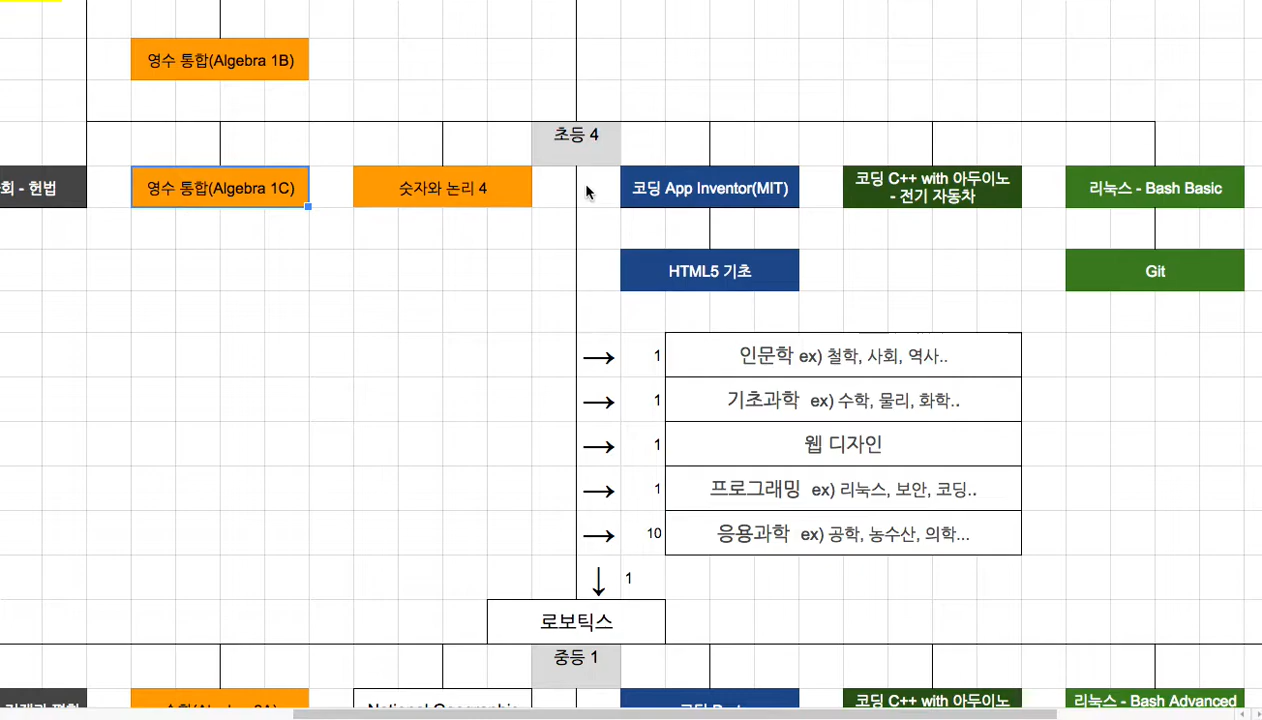 영수 통합(Algebra 1B)
초등 4
회 - 헌법
영수 통합(Algebra 1C)
숫자와 논리 4
코딩 App Inventor(MIT)
코딩 C++ with 아두이노
- 전기 자동차
리눅스 - Bash Basic
HTML5 기초
Git
→ 1 인문학 ex) 철학, 사회, 역사..
→ 1 기초과학 ex) 수학, 물리, 화학..
→ 1 웹 디자인
→ 1 프로그래밍 ex) 리눅스, 보안, 코딩..
→ 10 응용과학 ex) 공학, 농수산, 의학...
↓ 1
로보틱스
중등 1
National Geographic
코딩 C++ with 아두이노
리눅스 - Bash Advanced